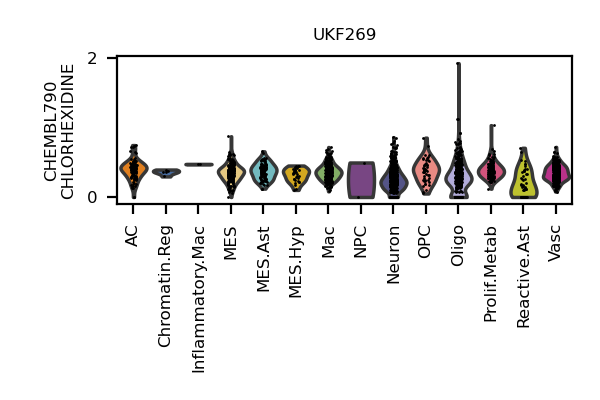 UKF269
CHEMBL790
CHLORHEXIDINE
2
0
AC
Chromatin.Reg
Inflammatory.Mac
MES
MES.Ast
MES.Hyp
Mac
NPC
Neuron
OPC
Oligo
Prolif.Metab
Reactive.Ast
Vasc